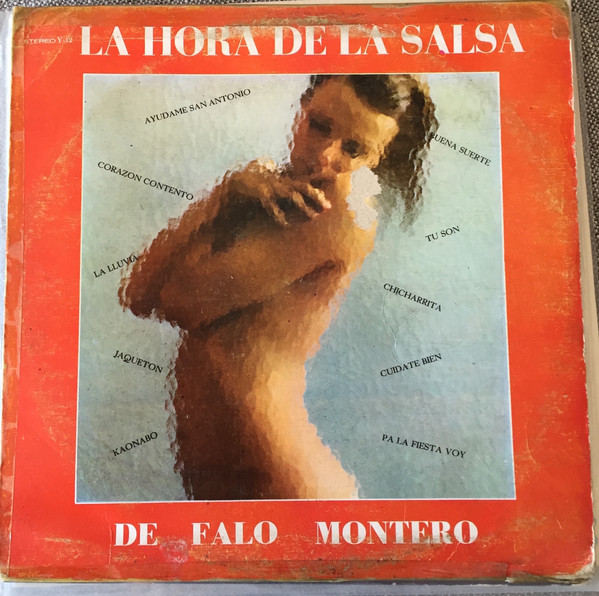 STEREO Y-12
LA HORA DE LA SALSA
AYUDAME SAN ANTONIO
CORAZON CONTENTO
LA LLUVIA
JAQUETON
KAONABO
BUENA SUERTE
TU SON
CHICHARRITA
CUIDATE BIEN
PA LA FIESTA VOY
DE FALO MONTERO